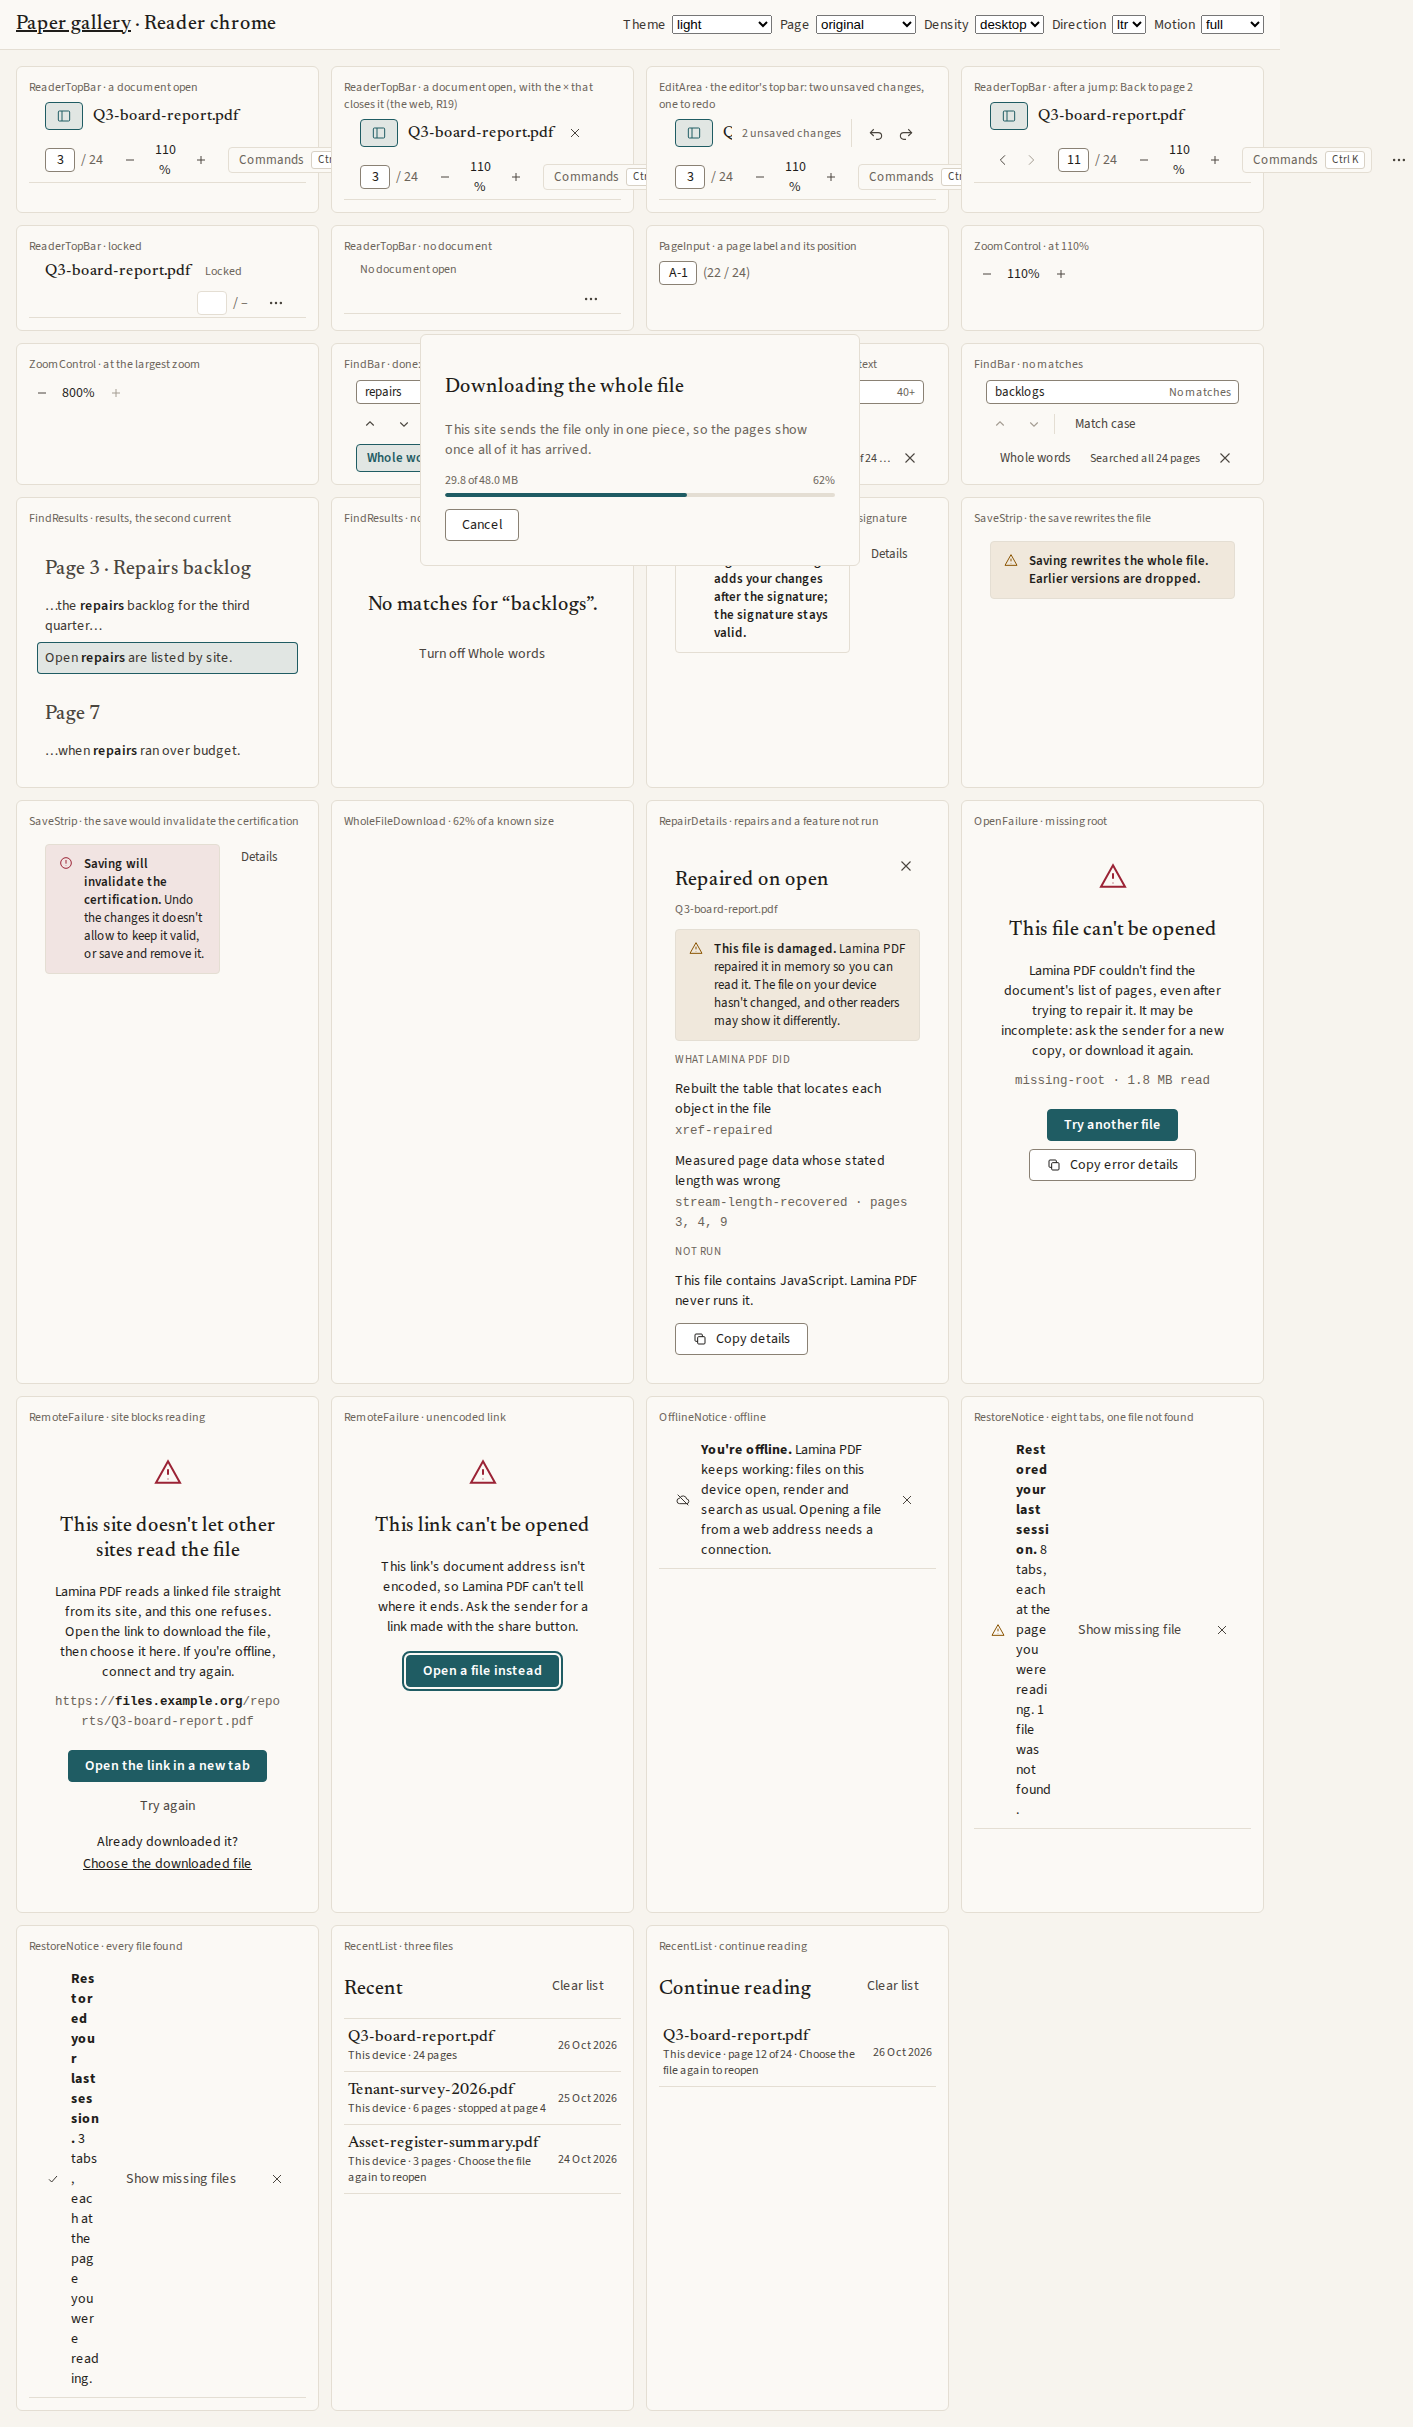 Paper gallery · Reader chrome
Theme light Page original Density desktop Direction ltr Motion full
ReaderTopBar · a document open
Q3-board-report.pdf
3 / 24 110 % Commands
ReaderTopBar · a document open, with the × that closes it (the web, R19)
Q3-board-report.pdf
3 / 24 110 % Commands
EditArea · the editor's top bar: two unsaved changes, one to redo
2 unsaved changes
3 / 24 110 % Commands
ReaderTopBar · after a jump: Back to page 2
Q3-board-report.pdf
11 / 24 110 % Commands Ctrl K
ReaderTopBar · locked
Q3-board-report.pdf Locked
/ –
ReaderTopBar · no document
No document open
PageInput · a page label and its position
A-1 (22 / 24)
ZoomControl · at 110%
110%
ZoomControl · at the largest zoom
800%
FindBar · done:
repairs
Whole
text
40+
of 24 …
FindBar · no matches
backlogs No matches
Match case
Whole words Searched all 24 pages
Downloading the whole file
This site sends the file only in one piece, so the pages show
once all of it has arrived.
29.8 of 48.0 MB 62%
Cancel
FindResults · results, the second current
Page 3 · Repairs backlog
…the repairs backlog for the third
quarter…
Open repairs are listed by site.
Page 7
…when repairs ran over budget.
FindResults ·
No matches for “backlogs”.
Turn off Whole words
signature
Details
adds your changes
after the signature;
the signature stays
valid.
SaveStrip · the save rewrites the file
Saving rewrites the whole file.
Earlier versions are dropped.
SaveStrip · the save would invalidate the certification
Saving will
invalidate the
certification. Undo
the changes it doesn't
allow to keep it valid,
or save and remove it.
Details
WholeFileDownload · 62% of a known size
RepairDetails · repairs and a feature not run
Repaired on open
Q3-board-report.pdf
This file is damaged. Lamina PDF
repaired it in memory so you can
read it. The file on your device
hasn't changed, and other readers
may show it differently.
WHAT LAMINA PDF DID
Rebuilt the table that locates each
object in the file
xref-repaired
Measured page data whose stated
length was wrong
stream-length-recovered · pages
3, 4, 9
NOT RUN
This file contains JavaScript. Lamina PDF
never runs it.
Copy details
OpenFailure · missing root
This file can't be opened
Lamina PDF couldn't find the
document's list of pages, even after
trying to repair it. It may be
incomplete: ask the sender for a new
copy, or download it again.
missing-root · 1.8 MB read
Try another file
Copy error details
RemoteFailure · site blocks reading
This site doesn't let other
sites read the file
Lamina PDF reads a linked file straight
from its site, and this one refuses.
Open the link to download the file,
then choose it here. If you're offline,
connect and try again.
https://files.example.org/repo
rts/Q3-board-report.pdf
Open the link in a new tab
Try again
Already downloaded it?
Choose the downloaded file
RemoteFailure · unencoded link
This link can't be opened
This link's document address isn't
encoded, so Lamina PDF can't tell
where it ends. Ask the sender for a
link made with the share button.
Open a file instead
OfflineNotice · offline
You're offline. Lamina PDF
keeps working: files on this
device open, render and
search as usual. Opening a file
from a web address needs a
connection.
RestoreNotice · eight tabs, one file not found
Rest
ored
your
last
sessi
on. 8
tabs,
each
at the
page
you
were
readi
ng. 1
file
was
not
found
.
Show missing file
RestoreNotice · every file found
Res
tor
ed
you
r
last
ses
sion
. 3
tabs
,
eac
h at
the
pag
e
you
wer
e
read
ing.
Show missing files
RecentList · three files
Recent Clear list
Q3-board-report.pdf
This device · 24 pages
26 Oct 2026
Tenant-survey-2026.pdf
This device · 6 pages · stopped at page 4
25 Oct 2026
Asset-register-summary.pdf
This device · 3 pages · Choose the file
again to reopen
24 Oct 2026
RecentList · continue reading
Continue reading Clear list
Q3-board-report.pdf
This device · page 12 of 24 · Choose the
file again to reopen
26 Oct 2026